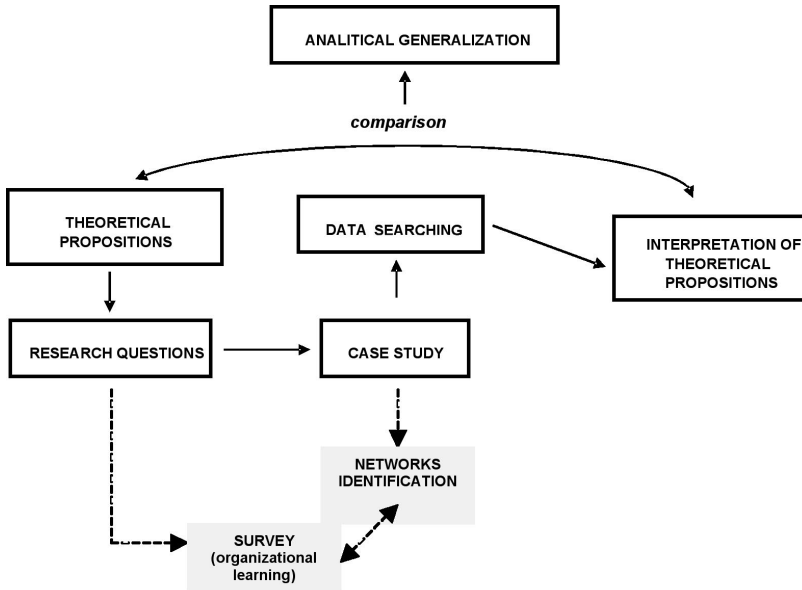 ANALITICAL GENERALIZATION
comparison
THEORETICAL
PROPOSITIONS
DATA SEARCHING
INTERPRETATION OF
THEORETICAL
PROPOSITIONS
RESEARCH QUESTIONS
CASE STUDY
NETWORKS
IDENTIFICATION
SURVEY
(organizational
learning)